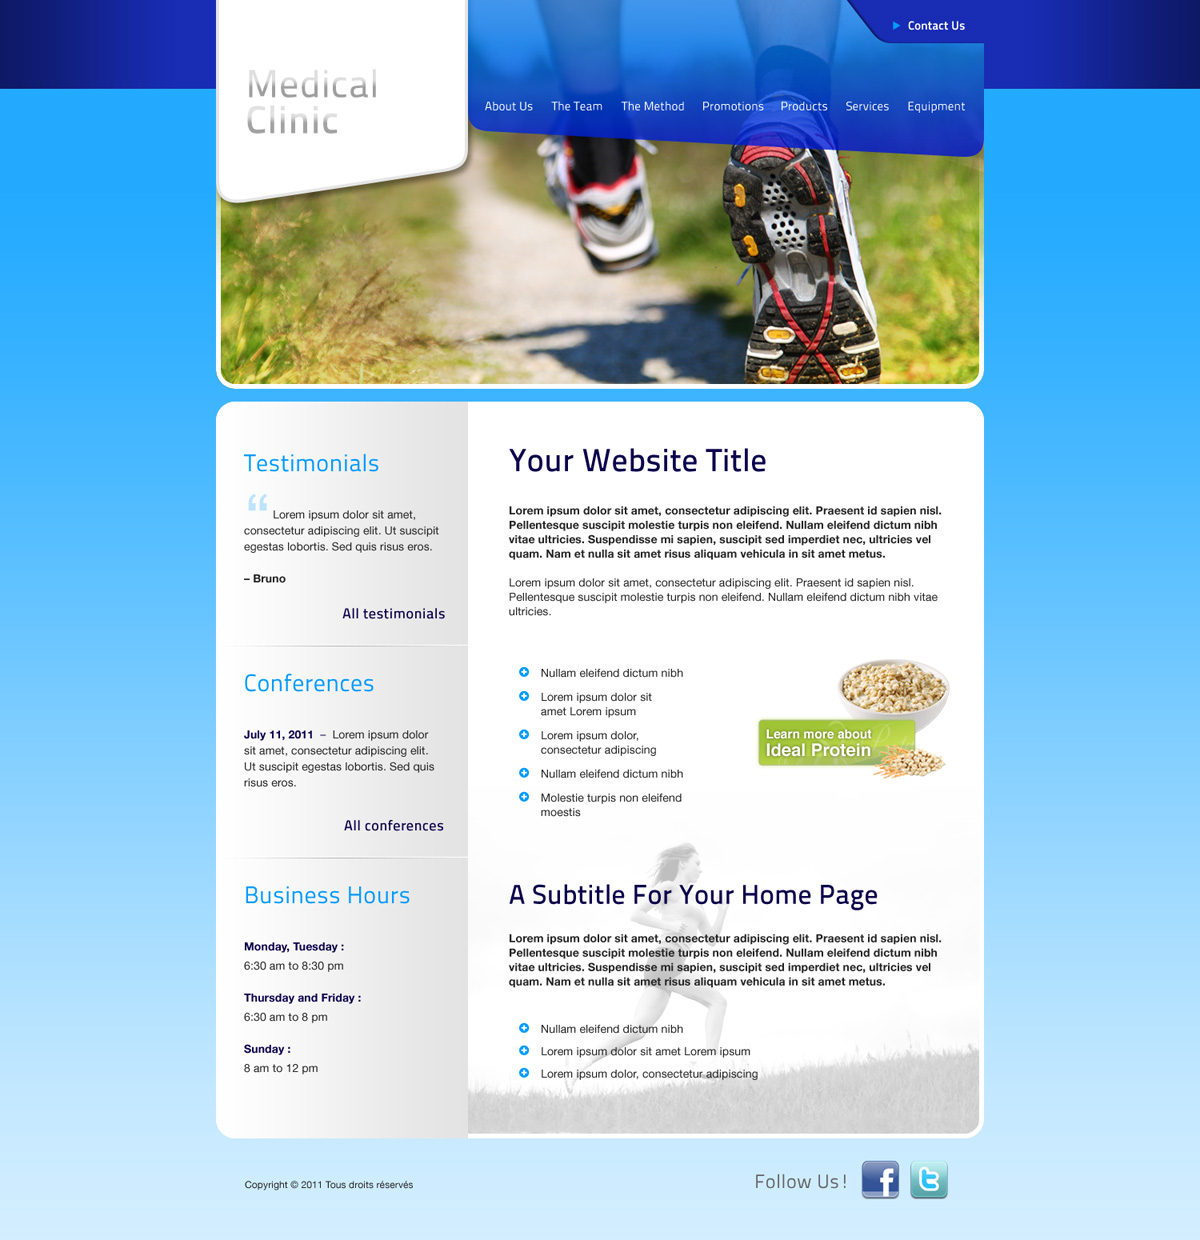 Contact Us
Medical
Clinic
About Us The Team The Method Promotions Products Services Equipment
Testimonials
“ Lorem ipsum dolor sit amet,
consectetur adipiscing elit. Ut suscipit
egestas lobortis. Sed quis risus eros.
– Bruno
All testimonials
Conferences
July 11, 2011 – Lorem ipsum dolor
sit amet, consectetur adipiscing elit.
Ut suscipit egestas lobortis. Sed quis
risus eros.
All conferences
Business Hours
Monday, Tuesday :
6:30 am to 8:30 pm
Thursday and Friday :
6:30 am to 8 pm
Sunday :
8 am to 12 pm
Your Website Title
Lorem ipsum dolor sit amet, consectetur adipiscing elit. Praesent id sapien nisl.
Pellentesque suscipit molestie turpis non eleifend. Nullam eleifend dictum nibh
vitae ultricies. Suspendisse mi sapien, suscipit sed imperdiet nec, ultricies vel
quam. Nam et nulla sit amet risus aliquam vehicula in sit amet metus.
Lorem ipsum dolor sit amet, consectetur adipiscing elit. Praesent id sapien nisl.
Pellentesque suscipit molestie turpis non eleifend. Nullam eleifend dictum nibh vitae
ultricies.
Nullam eleifend dictum nibh
Lorem ipsum dolor sit
amet Lorem ipsum
Lorem ipsum dolor,
consectetur adipiscing
Nullam eleifend dictum nibh
Molestie turpis non eleifend
moestis
Learn more about
Ideal Protein
A Subtitle For Your Home Page
Lorem ipsum dolor sit amet, consectetur adipiscing elit. Praesent id sapien nisl.
Pellentesque suscipit molestie turpis non eleifend. Nullam eleifend dictum nibh
vitae ultricies. Suspendisse mi sapien, suscipit sed imperdiet nec, ultricies vel
quam. Nam et nulla sit amet risus aliquam vehicula in sit amet metus.
Nullam eleifend dictum nibh
Lorem ipsum dolor sit amet Lorem ipsum
Lorem ipsum dolor, consectetur adipiscing
Copyright © 2011 Tous droits réservés
Follow Us !
f
t